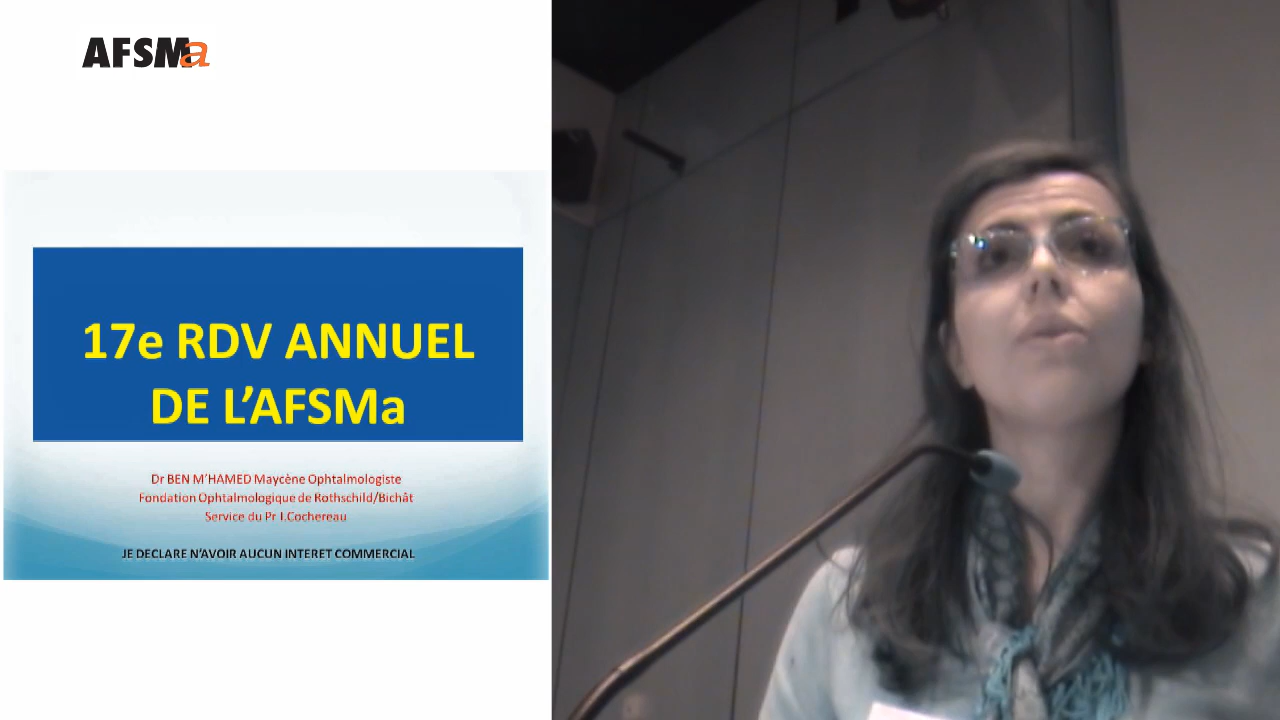 AFSMa
17e RDV ANNUEL
DE L'AFSMa
Dr BEN M'HAMED Maycène Ophtalmologiste
Fondation Ophtalmologique de Rothschild/Bichât
Service du Pr I.Cochereau
JE DECLARE N'AVOIR AUCUN INTERET COMMERCIAL